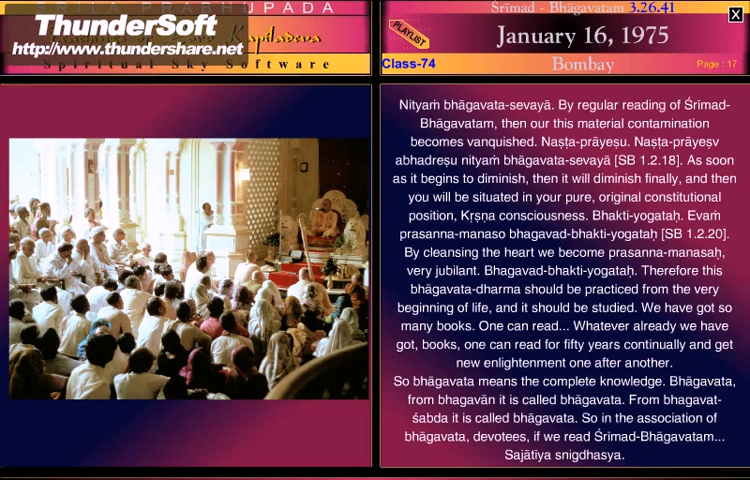 SRILA PRABHUPADA
ThunderSoft
http://www.thundershare.net
Kapiladeva
Spiritual Sky Software
Śrīmad - Bhāgavatam 3.26.41
X
PLAYLIST
January 16, 1975
Class-74
Bombay
Page : 17
Nityaṁ bhāgavata-sevayā. By regular reading of Śrīmad-
Bhāgavatam, then our this material contamination
becomes vanquished. Naṣṭa-prāyeṣu. Naṣṭa-prāyeṣv
abhadreṣu nityaṁ bhāgavata-sevayā [SB 1.2.18]. As soon
as it begins to diminish, then it will diminish finally, and then
you will be situated in your pure, original constitutional
position, Kṛṣṇa consciousness. Bhakti-yogataḥ. Evaṁ
prasanna-manaso bhagavad-bhakti-yogataḥ [SB 1.2.20].
By cleansing the heart we become prasanna-manasaḥ,
very jubilant. Bhagavad-bhakti-yogataḥ. Therefore this
bhāgavata-dharma should be practiced from the very
beginning of life, and it should be studied. We have got so
many books. One can read... Whatever already we have
got, books, one can read for fifty years continually and get
new enlightenment one after another.
So bhāgavata means the complete knowledge. Bhāgavata,
from bhagavān it is called bhāgavata. From bhagavat-
śabda it is called bhāgavata. So in the association of
bhāgavata, devotees, if we read Śrīmad-Bhāgavatam...
Sajātīya snigdhasya.